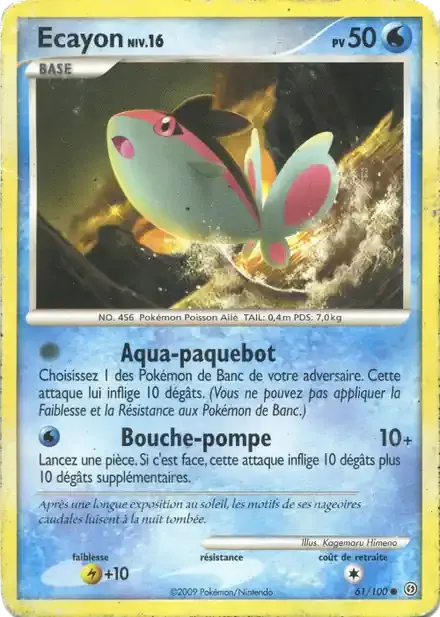 Ecayon NIV.16 PV 50
BASE
NO. 456 Pokémon Poisson Ailé TAIL: 0,4m PDS: 7,0kg
Aqua-paquebot
Choisissez 1 des Pokémon de Banc de votre adversaire. Cette
attaque lui inflige 10 dégâts. (Vous ne pouvez pas appliquer la
Faiblesse et la Résistance aux Pokémon de Banc.)
Bouche-pompe 10+
Lancez une pièce. Si c'est face, cette attaque inflige 10 dégâts plus
10 dégâts supplémentaires.
Après une longue exposition au soleil, les motifs de ses nageoires
caudales luisent à la nuit tombée.
Illus. Kagemaru Himeno
faiblesse résistance coût de retraite
+10
©2009 Pokémon/Nintendo 61/100